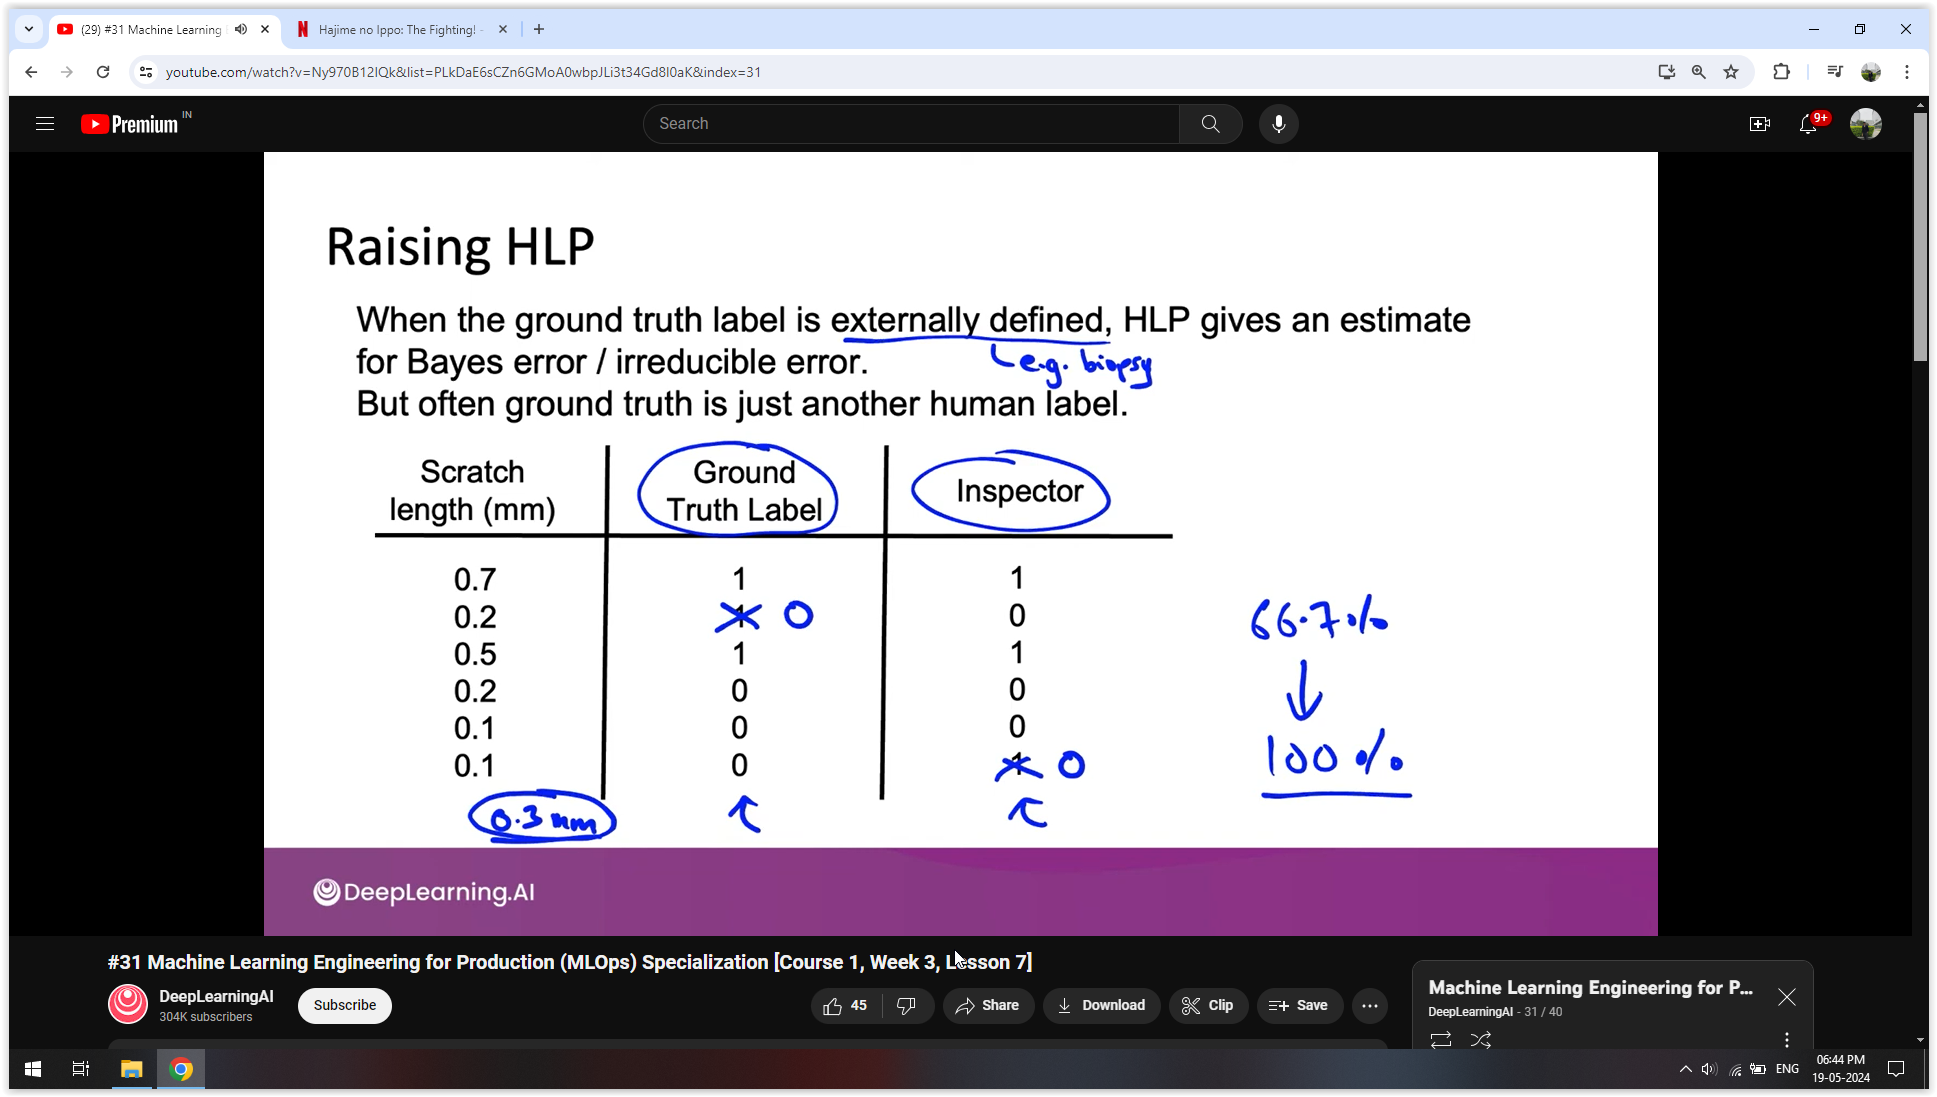 (29) #31 Machine Learning
Hajime no Ippo: The Fighting! -
youtube.com/watch?v=Ny970B12IQk&list=PLkDaE6sCZn6GMoA0wbpJLi3t34Gd8I0aK&index=31
Premium IN
Search
9+
Raising HLP
When the ground truth label is externally defined, HLP gives an estimate
for Bayes error / irreducible error.
e.g. biopsy
But often ground truth is just another human label.
Scratch length (mm) Ground Truth Label Inspector
0.7 1 1
0.2 1 0 0
0.5 1 1
0.2 0 0
0.1 0 0
0.1 0 1 0
0.3 mm
66.7%
100%
DeepLearning.AI
#31 Machine Learning Engineering for Production (MLOps) Specialization [Course 1, Week 3, Lesson 7]
DeepLearningAI
304K subscribers
Subscribe
45
Share
Download
Clip
Save
Machine Learning Engineering for P...
DeepLearningAI - 31 / 40
ENG
06:44 PM
19-05-2024